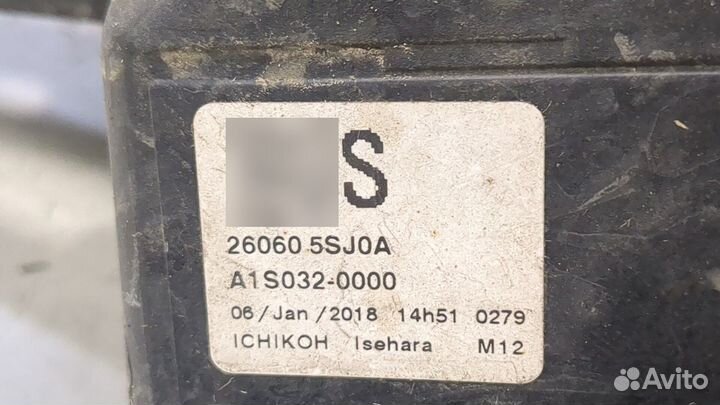 S
26060 5SJ0A
A1S032-0000
06/Jan/2018 14h51 0279
ICHIKOH Isehara M12
Avito